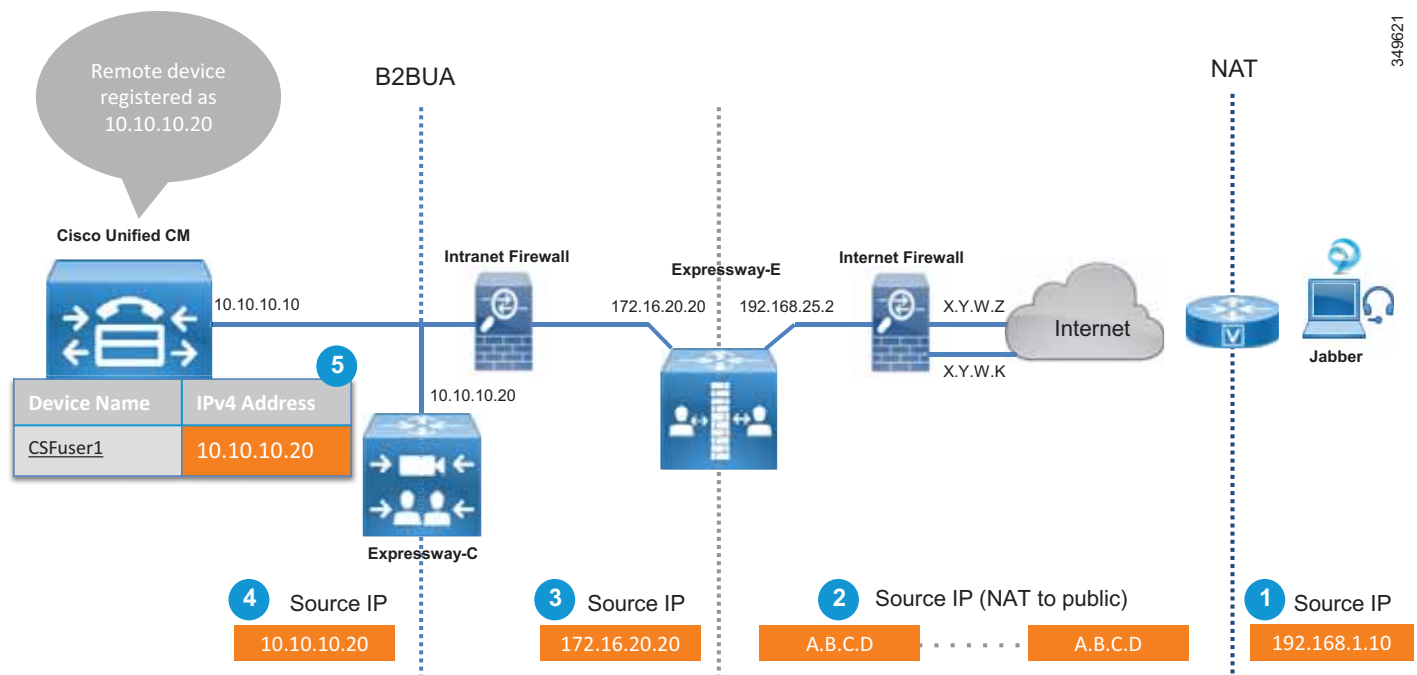 349621
Remote device
registered as
10.10.10.20
B2BUA
NAT
Cisco Unified CM
Intranet Firewall
Expressway-E
Internet Firewall
10.10.10.10
172.16.20.20
192.168.25.2
X.Y.W.Z
Internet
V
Jabber
X.Y.W.K
5
10.10.10.20
Device Name IPv4 Address
CSFuser1 10.10.10.20
Expressway-C
4 Source IP
10.10.10.20
3 Source IP
172.16.20.20
2 Source IP (NAT to public)
A.B.C.D A.B.C.D
1 Source IP
192.168.1.10